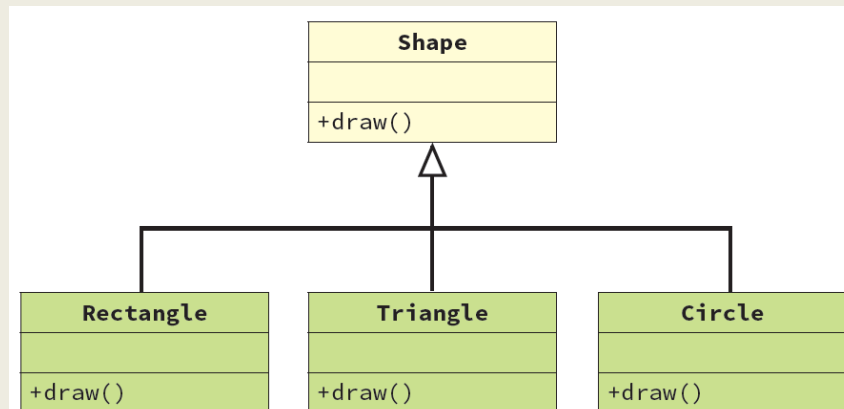 Shape
+draw()
Rectangle
Triangle
Circle
+draw()
+draw()
+draw()